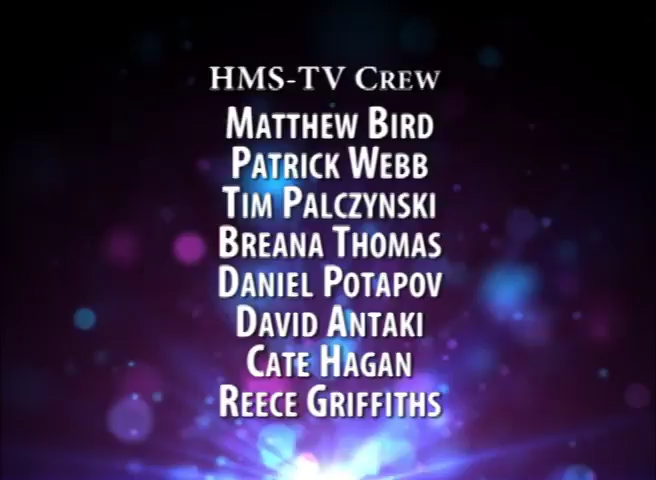 HMS-TV CREW
MATTHEW BIRD
PATRICK WEBB
TIM PALCZYNSKI
BREANA THOMAS
DANIEL POTAPOV
DAVID ANTAKI
CATE HAGAN
REECE GRIFFITHS